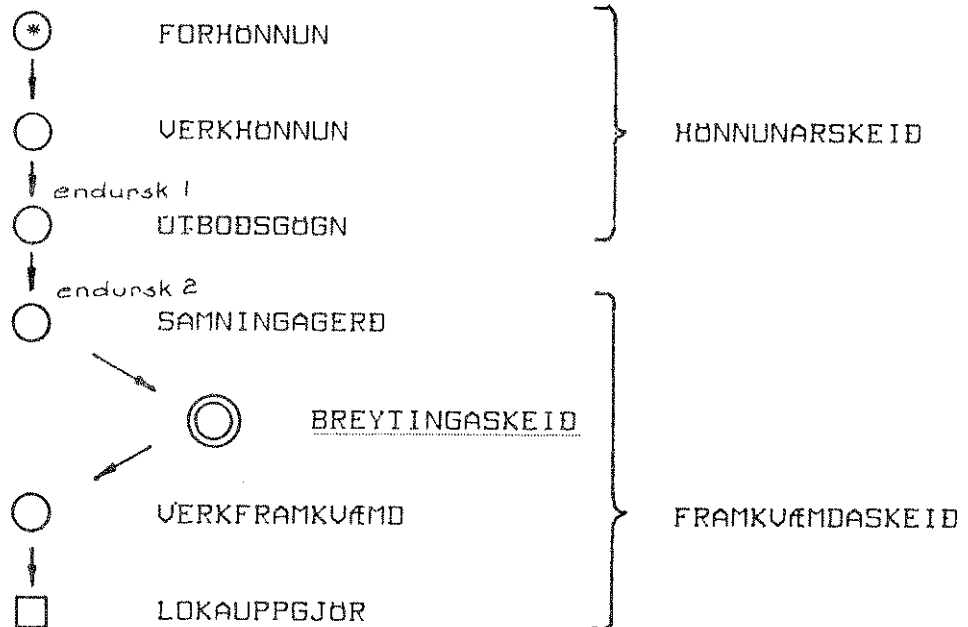 FORHÖNNUN
VERKHÖNNUN
HÖNNUNARSKEIÐ
endursk 1
ÚTBOÐSGÖGN
endursk 2
SAMNINGAGERÐ
BREYTINGASKEIÐ
VERKFRAMKVÆMD
FRAMKVÆMDASKEIÐ
LOKAUPPGJÖR